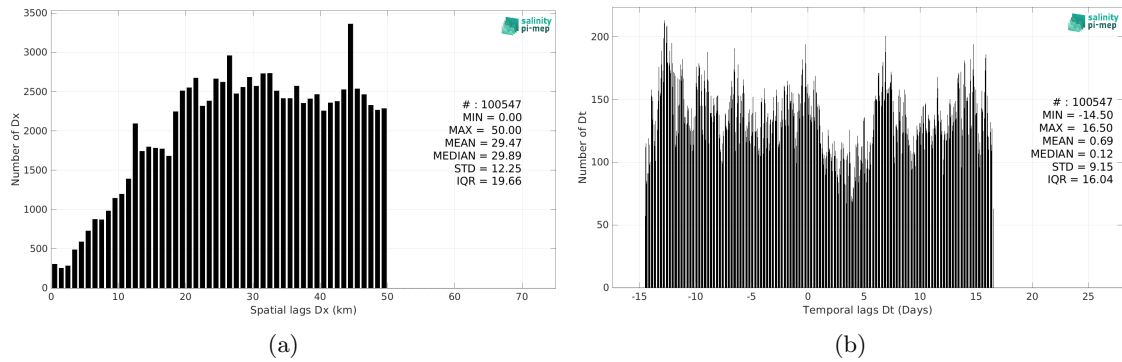 3500
3000
2500
2000
1500
1000
500
0
Number of Dx
0
10
20
30
40
50
60
70
Spatial lags Dx (km)
salinity
pi-mep
# : 100547
MIN = 0.00
MAX = 50.00
MEAN = 29.47
MEDIAN = 29.89
STD = 12.25
IQR = 19.66
(a)
200
150
100
50
0
Number of Dt
-15
-10
-5
0
5
10
15
20
25
Temporal lags Dt (Days)
salinity
pi-mep
# : 100547
MIN = -14.50
MAX = 16.50
MEAN = 0.69
MEDIAN = 0.12
STD = 9.15
IQR = 16.04
(b)